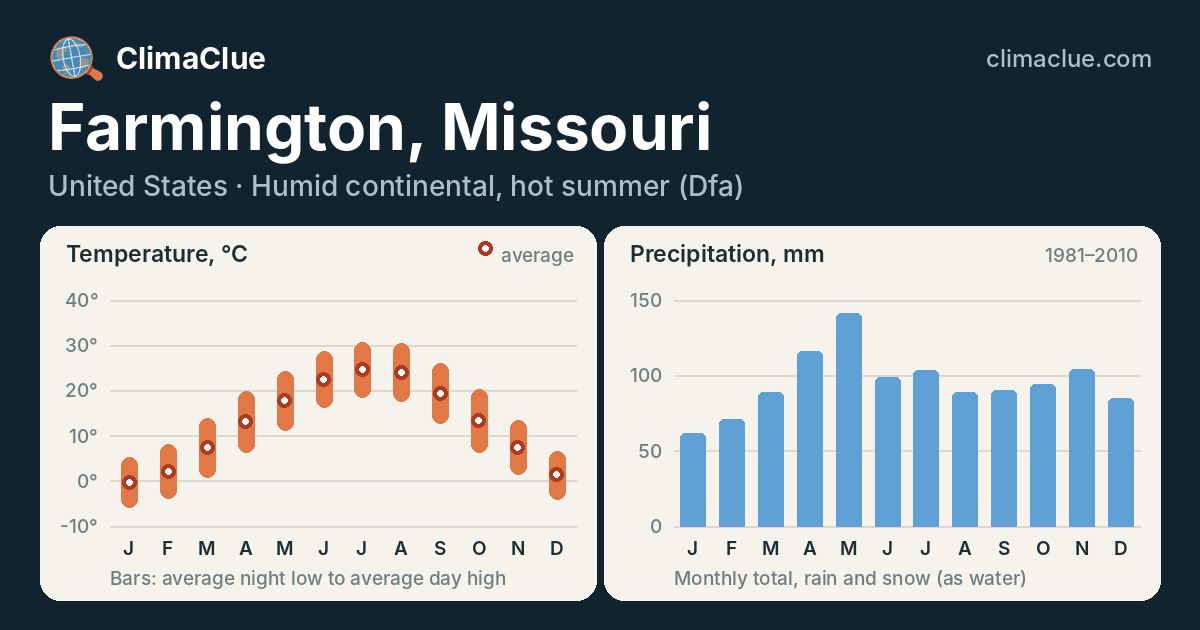 ClimaClue
climaclue.com
Farmington, Missouri
United States · Humid continental, hot summer (Dfa)
Temperature, °C
average
40°
30°
20°
10°
0°
-10°
J F M A M J J A S O N D
Bars: average night low to average day high
Precipitation, mm
1981–2010
150
100
50
0
J F M A M J J A S O N D
Monthly total, rain and snow (as water)